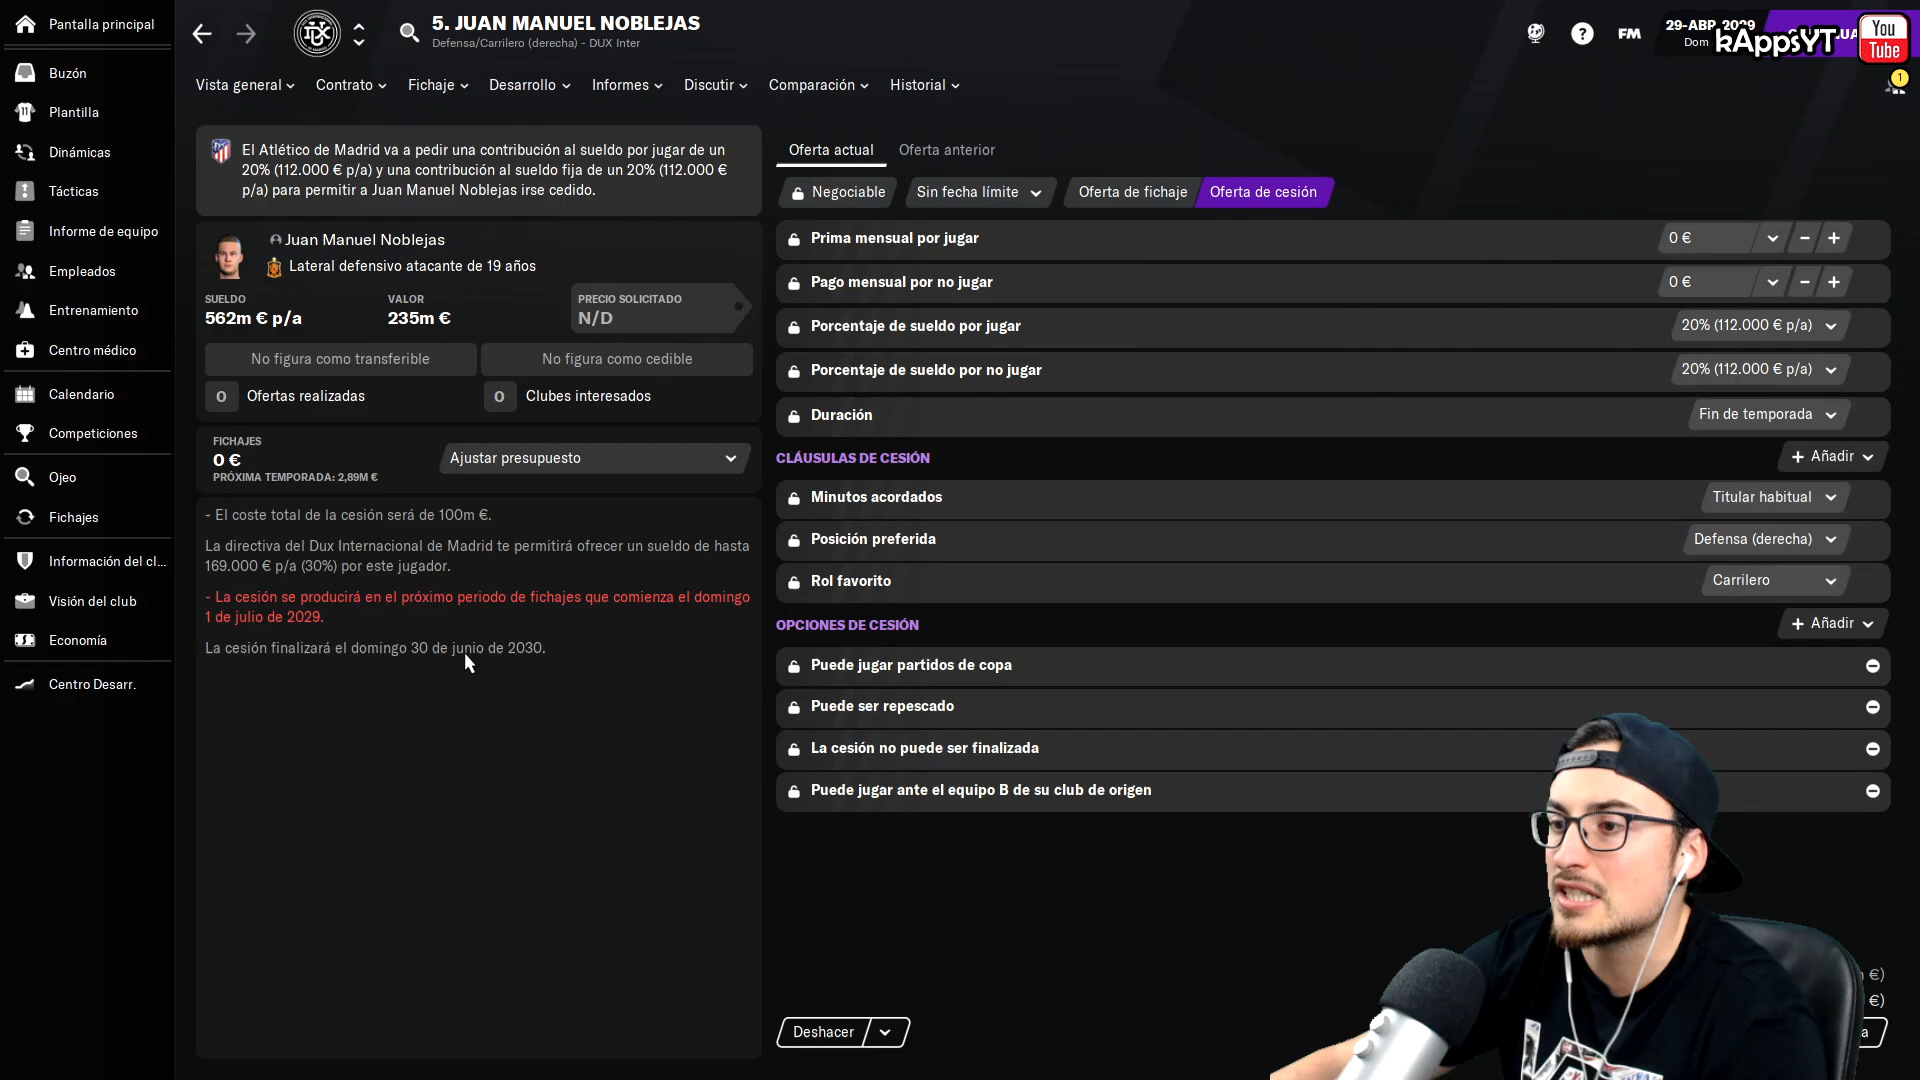 Pantalla principal
Buzón
Plantilla
Dinámicas
Tácticas
Informe de equipo
Empleados
Entrenamiento
Centro médico
Calendario
Competiciones
Ojeo
Fichajes
Información del cl...
Visión del club
Economía
Centro Desarr.
5. JUAN MANUEL NOBLEJAS
Defensa/Carrilero (derecha) - DUX Inter
FM
29-ABR 2029
Dom
kAppsYT
You
Tube
1
Vista general
Contrato
Fichaje
Desarrollo
Informes
Discutir
Comparación
Historial
El Atlético de Madrid va a pedir una contribución al sueldo por jugar de un
20% (112.000 € p/a) y una contribución al sueldo fija de un 20% (112.000 €
p/a) para permitir a Juan Manuel Noblejas irse cedido.
Juan Manuel Noblejas
Lateral defensivo atacante de 19 años
SUELDO
562m € p/a
VALOR
235m €
PRECIO SOLICITADO
N/D
No figura como transferible
No figura como cedible
0 Ofertas realizadas
0 Clubes interesados
FICHAJES
0 €
PRÓXIMA TEMPORADA: 2,89M €
Ajustar presupuesto
- El coste total de la cesión será de 100m €.
La directiva del Dux Internacional de Madrid te permitirá ofrecer un sueldo de hasta
169.000 € p/a (30%) por este jugador.
- La cesión se producirá en el próximo periodo de fichajes que comienza el domingo
1 de julio de 2029.
La cesión finalizará el domingo 30 de junio de 2030.
Oferta actual
Oferta anterior
Negociable
Sin fecha límite
Oferta de fichaje
Oferta de cesión
Prima mensual por jugar
0 €
Pago mensual por no jugar
0 €
Porcentaje de sueldo por jugar
20% (112.000 € p/a)
Porcentaje de sueldo por no jugar
20% (112.000 € p/a)
Duración
Fin de temporada
CLÁUSULAS DE CESIÓN
+ Añadir
Minutos acordados
Titular habitual
Posición preferida
Defensa (derecha)
Rol favorito
Carrilero
OPCIONES DE CESIÓN
+ Añadir
Puede jugar partidos de copa
Puede ser repescado
La cesión no puede ser finalizada
Puede jugar ante el equipo B de su club de origen
€)
€)
Deshacer
a